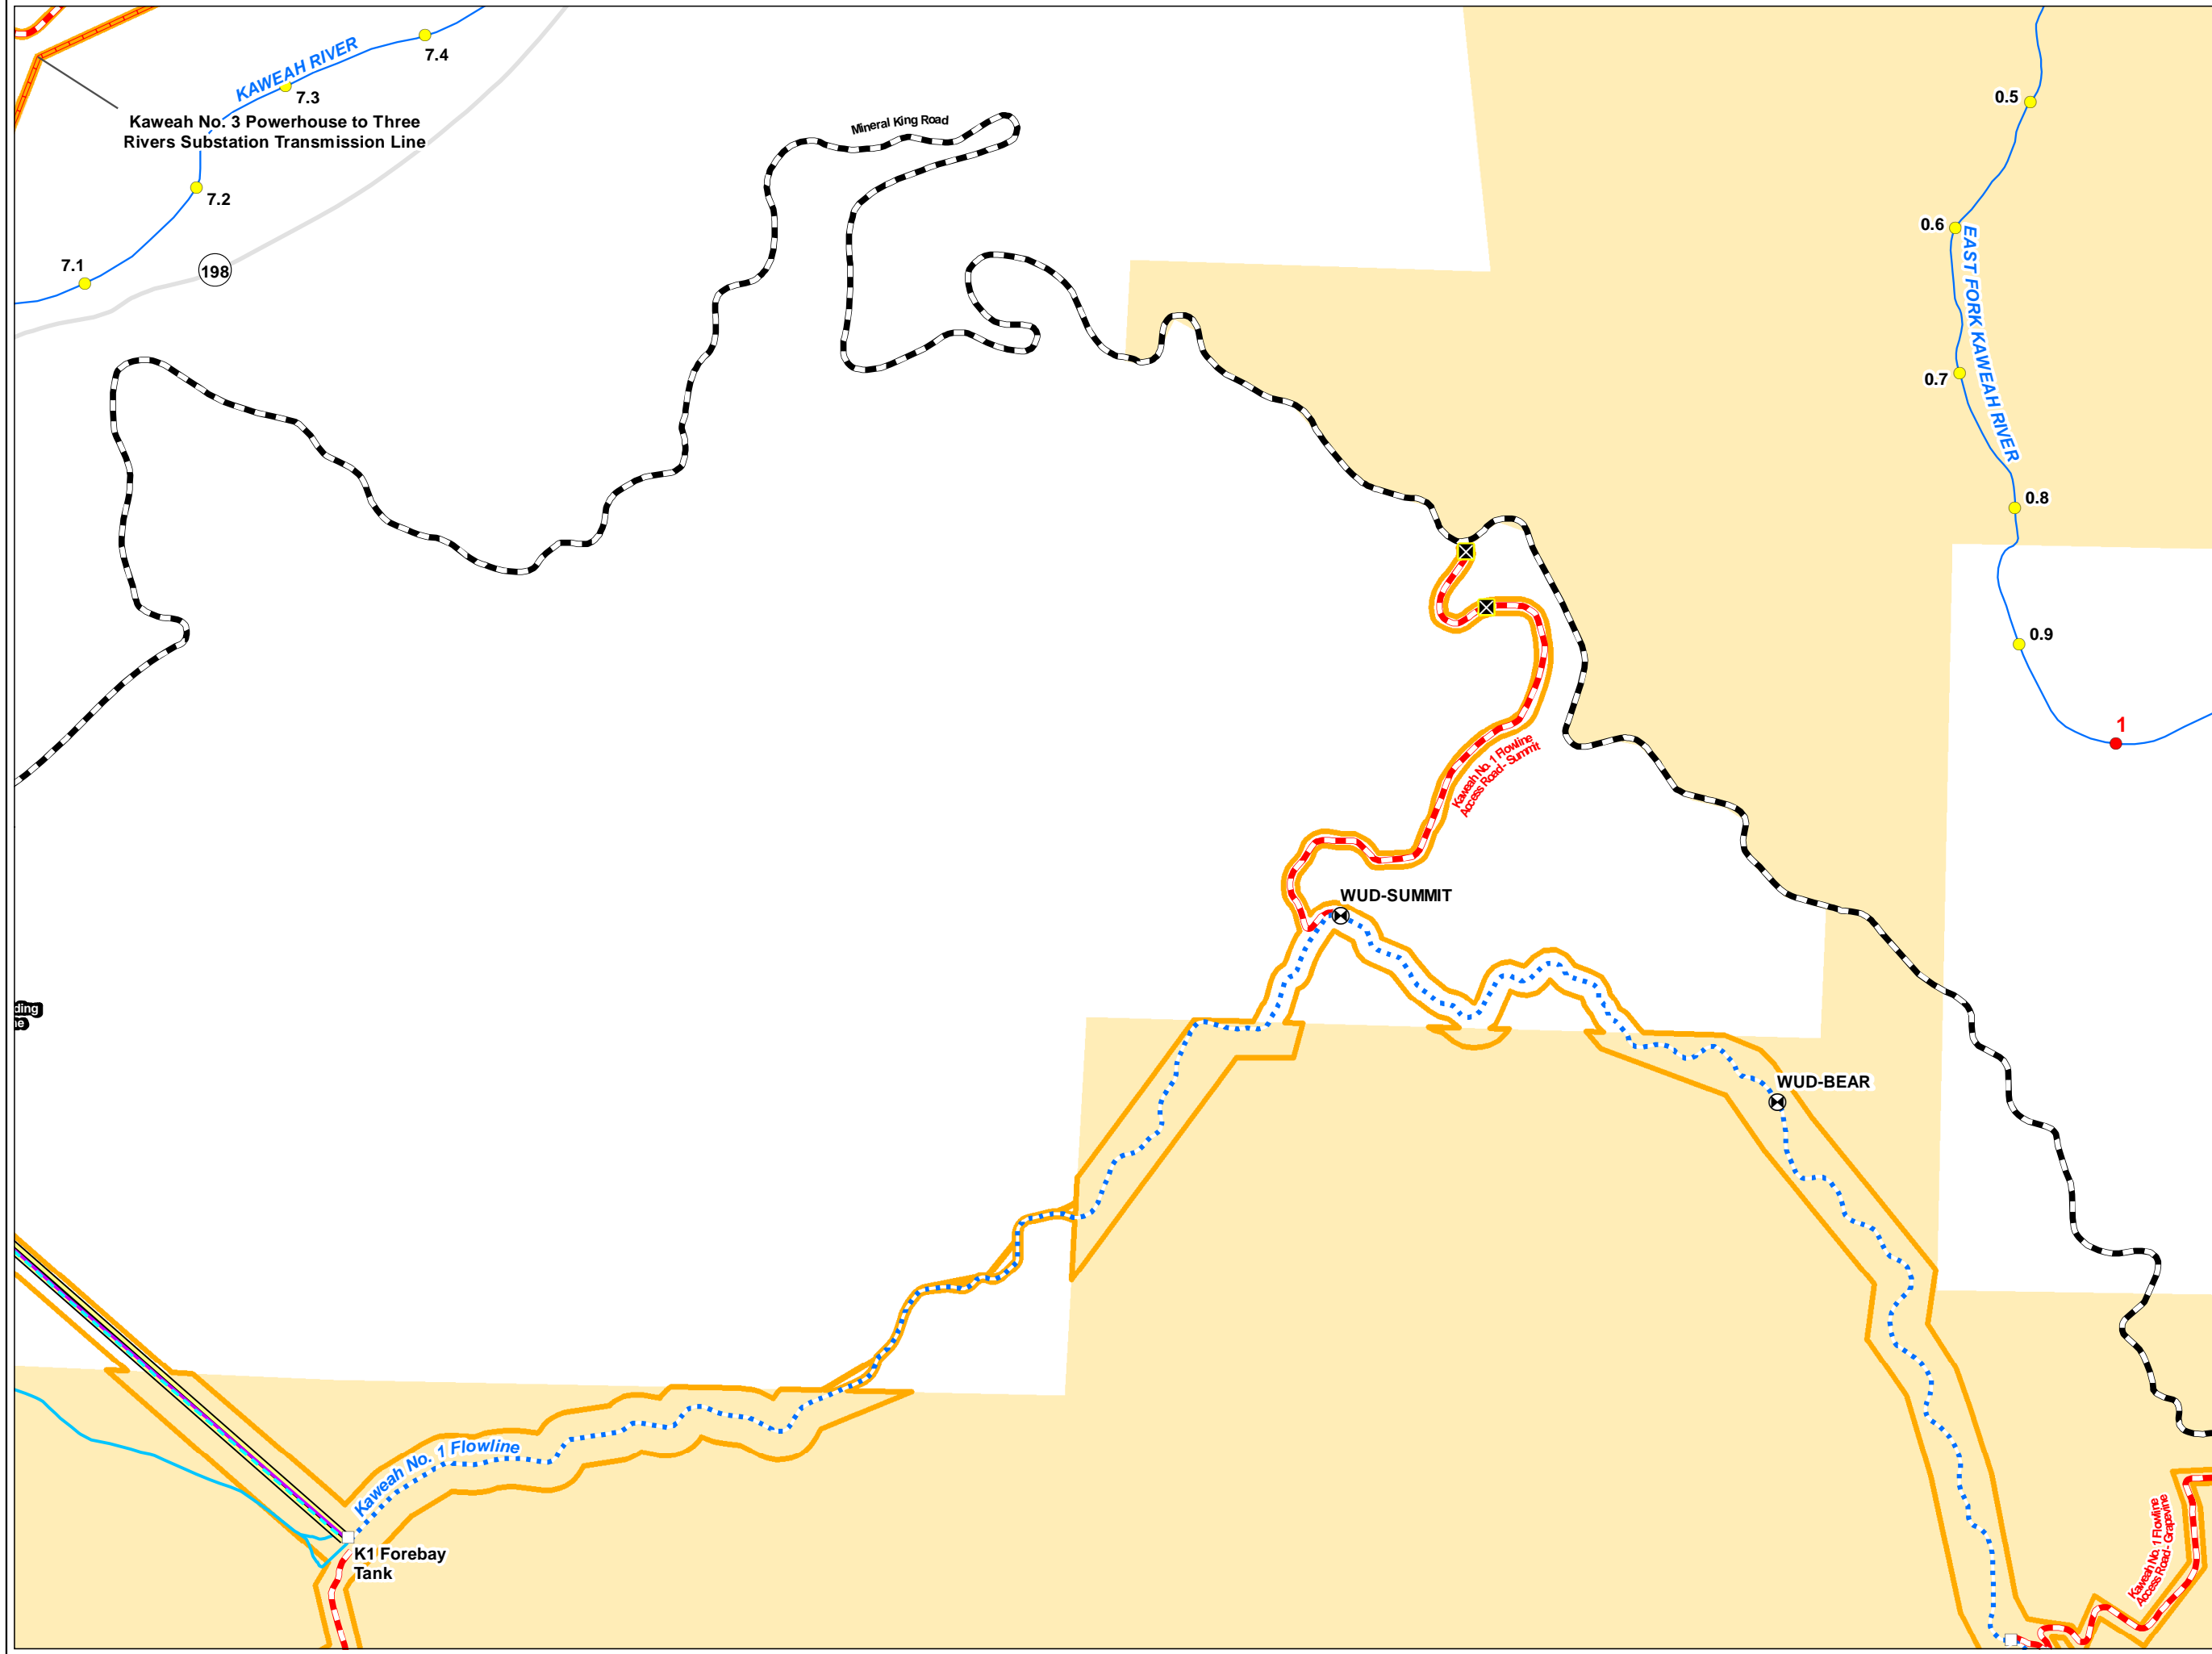 KAWEAH RIVER
7.4
7.3
Kaweah No. 3 Powerhouse to Three
Rivers Substation Transmission Line
7.2
7.1
198
Mineral King Road
0.5
0.6
EAST FORK KAWEAH RIVER
0.7
0.8
0.9
1
Kaweah No. 1 Flowline
Access Road - Summit
WUD-SUMMIT
WUD-BEAR
ding
Kaweah No. 1 Flowline
K1 Forebay
Tank
Kaweah No. 1 Flowline
Access Road - Grapevine